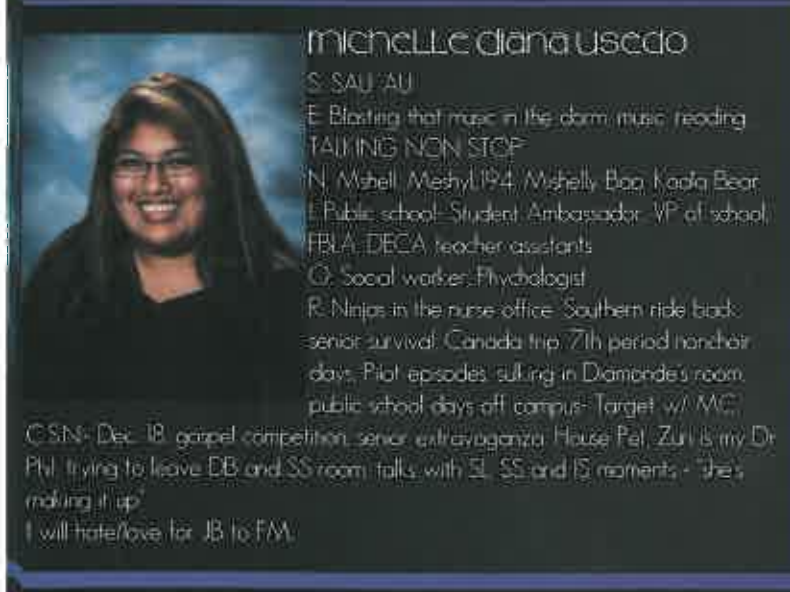 michelle diana usedo
S: SAU, AU
E: Blasting that music in the dorm, music, reading,
TALKING NON STOP
N: Mshell, Meshyl,194, Mishelly Boo, Koala Bear
I: Public school- Student Ambassador, VP of school,
FBLA, DECA, teacher assistants
O: Social worker, Phychologist
R: Ninjas in the nurse office, Southern ride back,
senior survival, Canada trip, 7th period nonchoir
days, Pilot episodes, sulking in Diamonde's room,
public school days off campus- Target w/ MC,
C.S.N- Dec. 18, gospel competition, senior extravaganza, House Pet, Zuri is my Dr.
Phil, trying to leave DB and SS room, talks with SL, SS and IS moments - "she's
making it up"
I will hate/love for JB to FM.